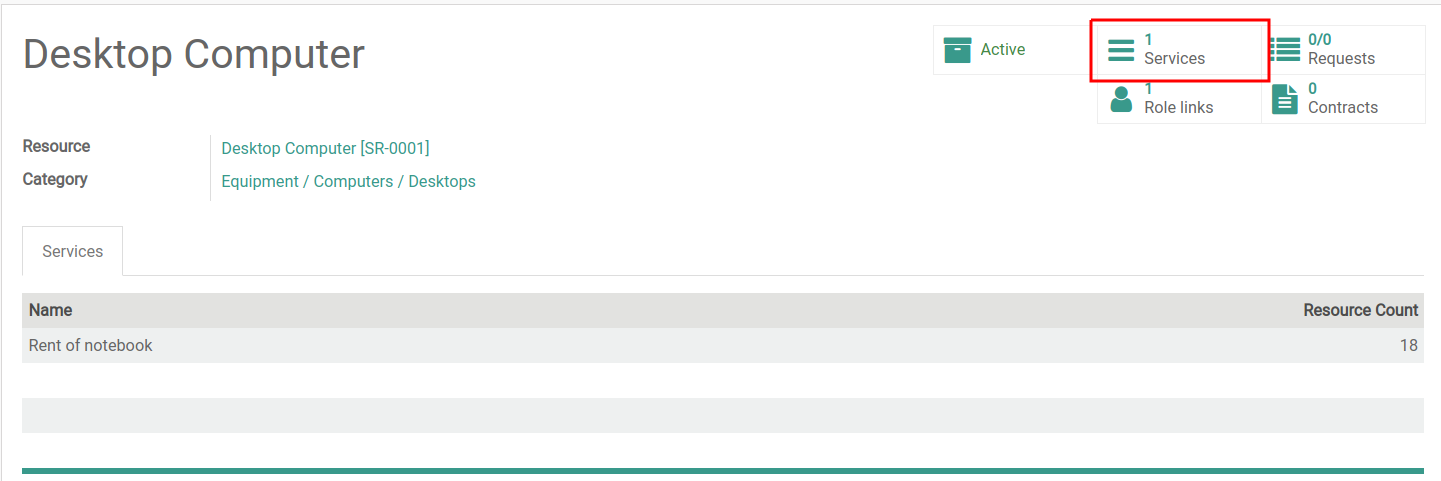 Desktop Computer
Active
1
Services
0/0
Requests
1
Role links
0
Contracts
Resource
Desktop Computer [SR-0001]
Category
Equipment / Computers / Desktops
Services
Name Resource Count
Rent of notebook 18